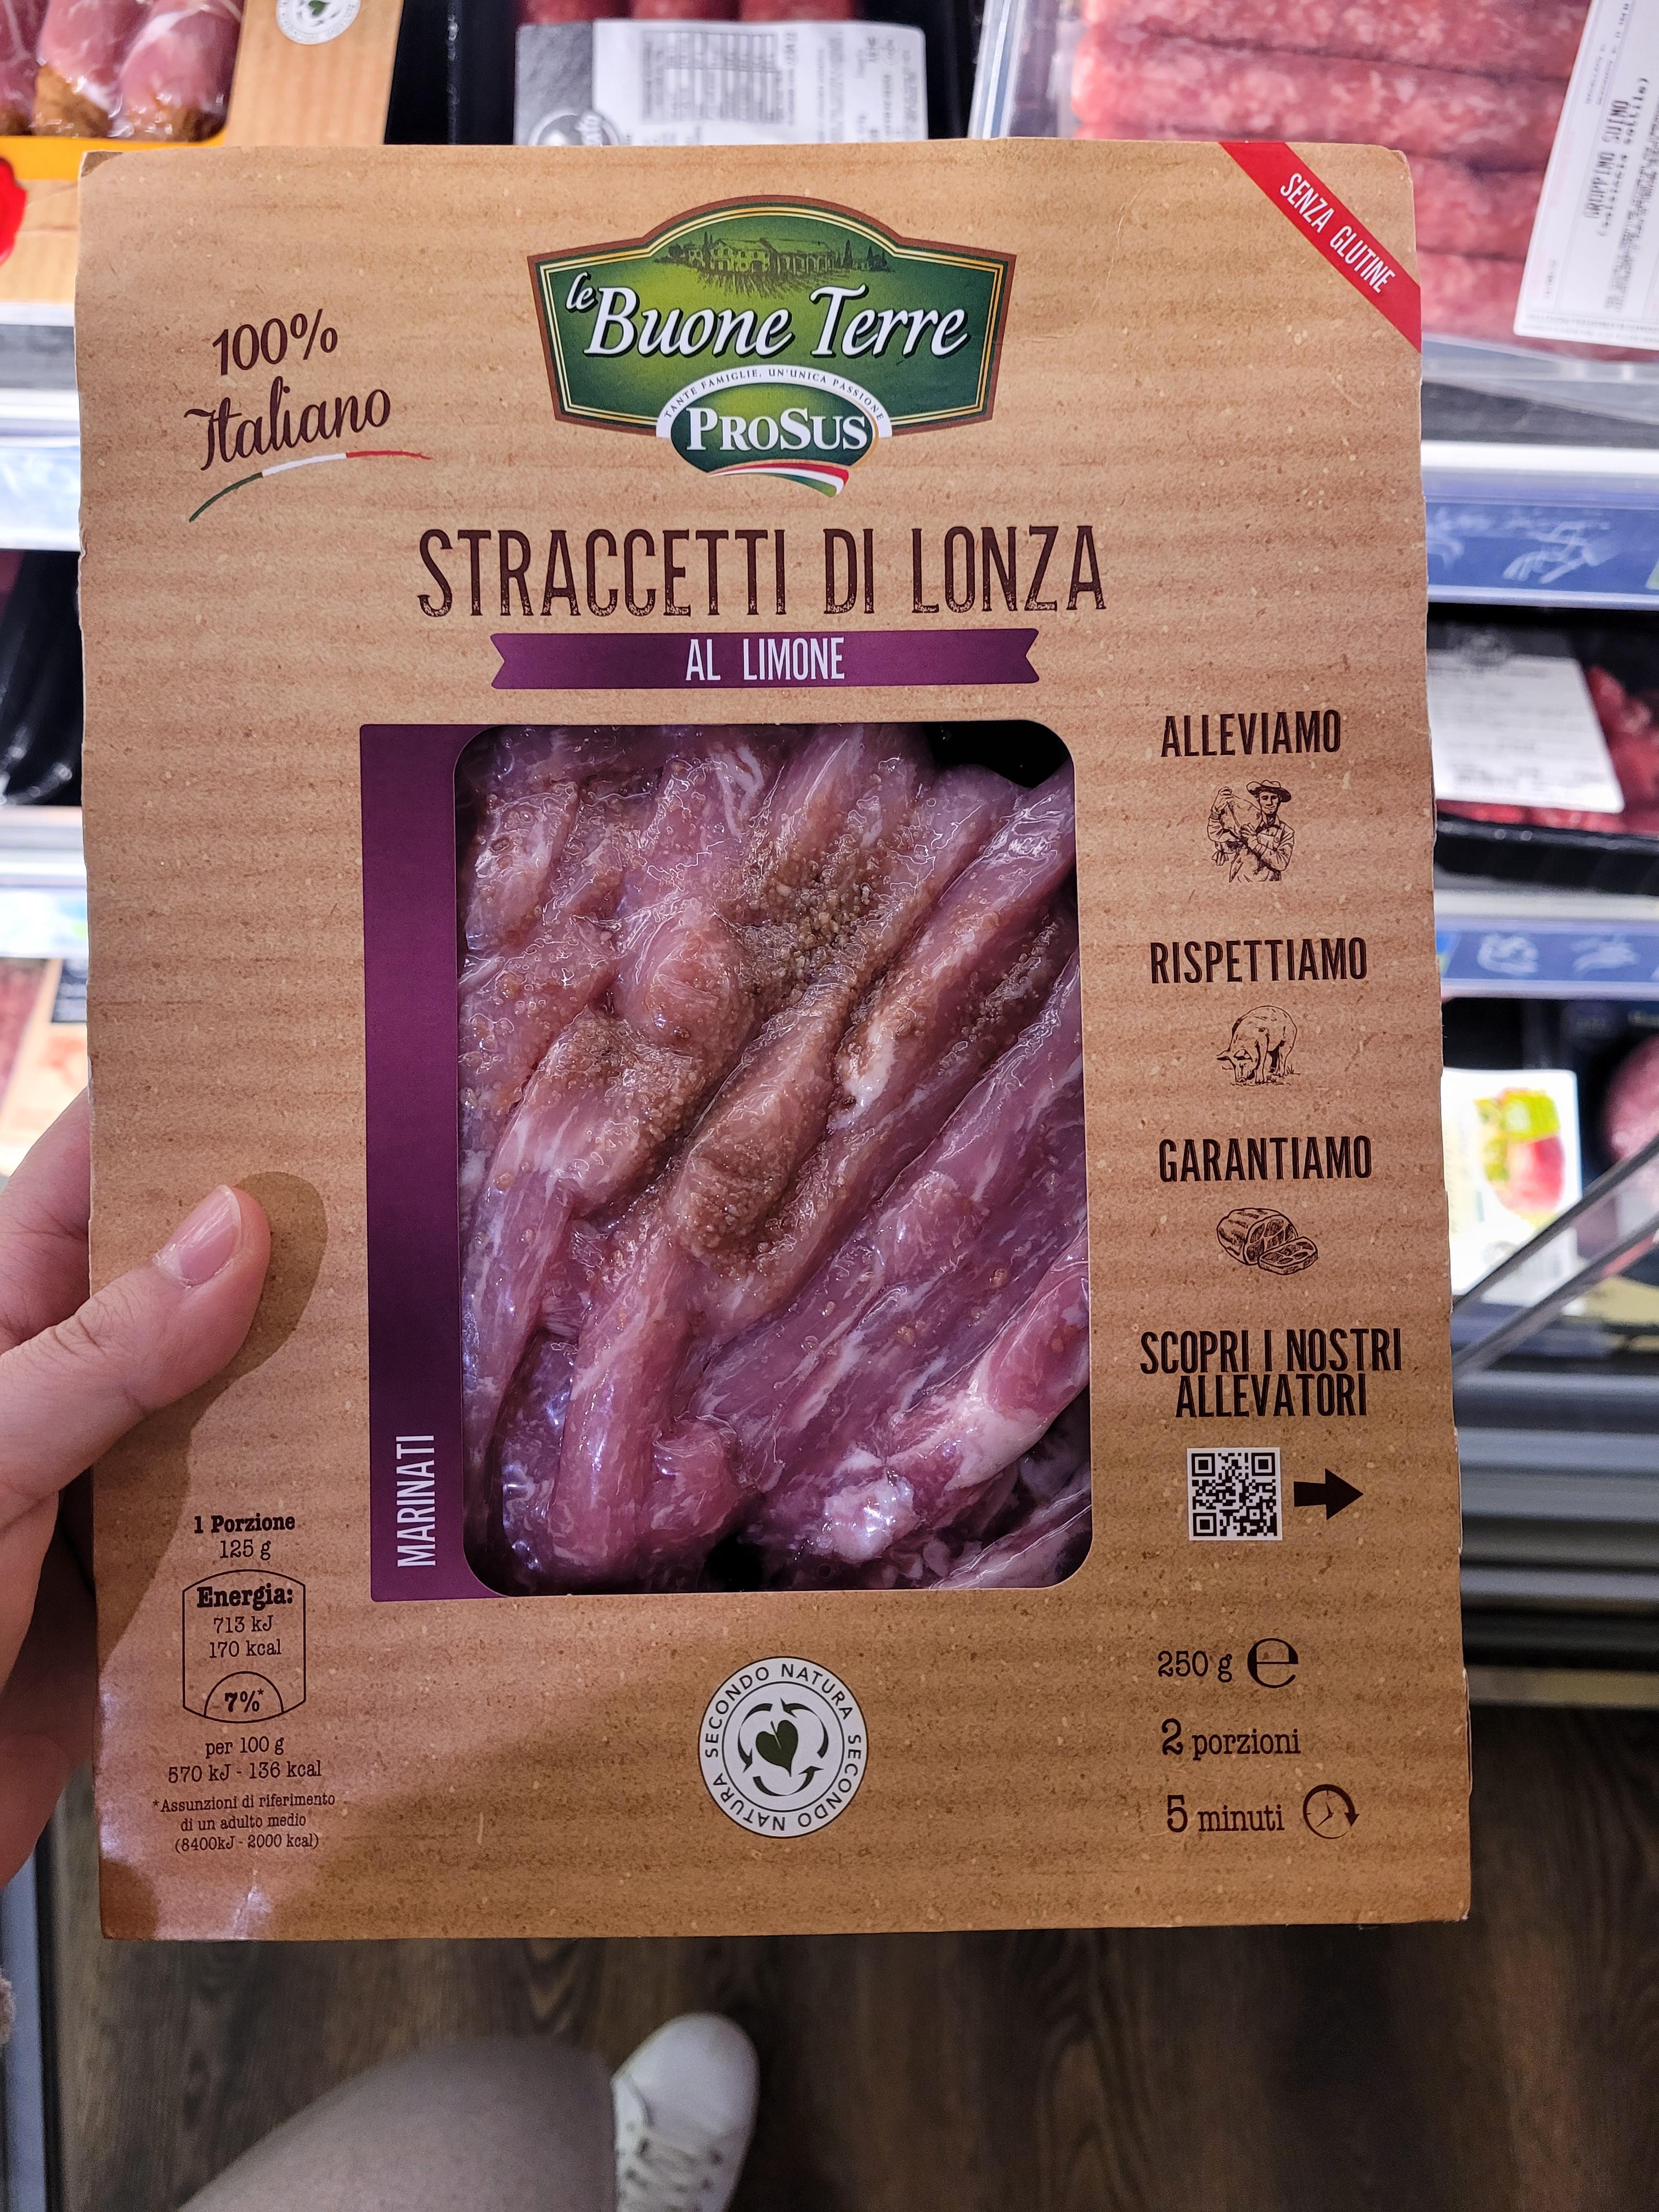 SENZA GLUTINE
le Buone Terre
TANTE FAMIGLIE, UN'UNICA PASSIONE
PROSUS
100%
Italiano
STRACCETTI DI LONZA
AL LIMONE
MARINATI
ALLEVIAMO
RISPETTIAMO
GARANTIAMO
SCOPRI I NOSTRI
ALLEVATORI
1 Porzione
125 g
Energia:
713 kJ
170 kcal
7%*
per 100 g
570 kJ - 136 kcal
*Assunzioni di riferimento
di un adulto medio
(8400kJ - 2000 kcal)
SECONDO NATURA SECONDO NATURA
250 g e
2 porzioni
5 minuti